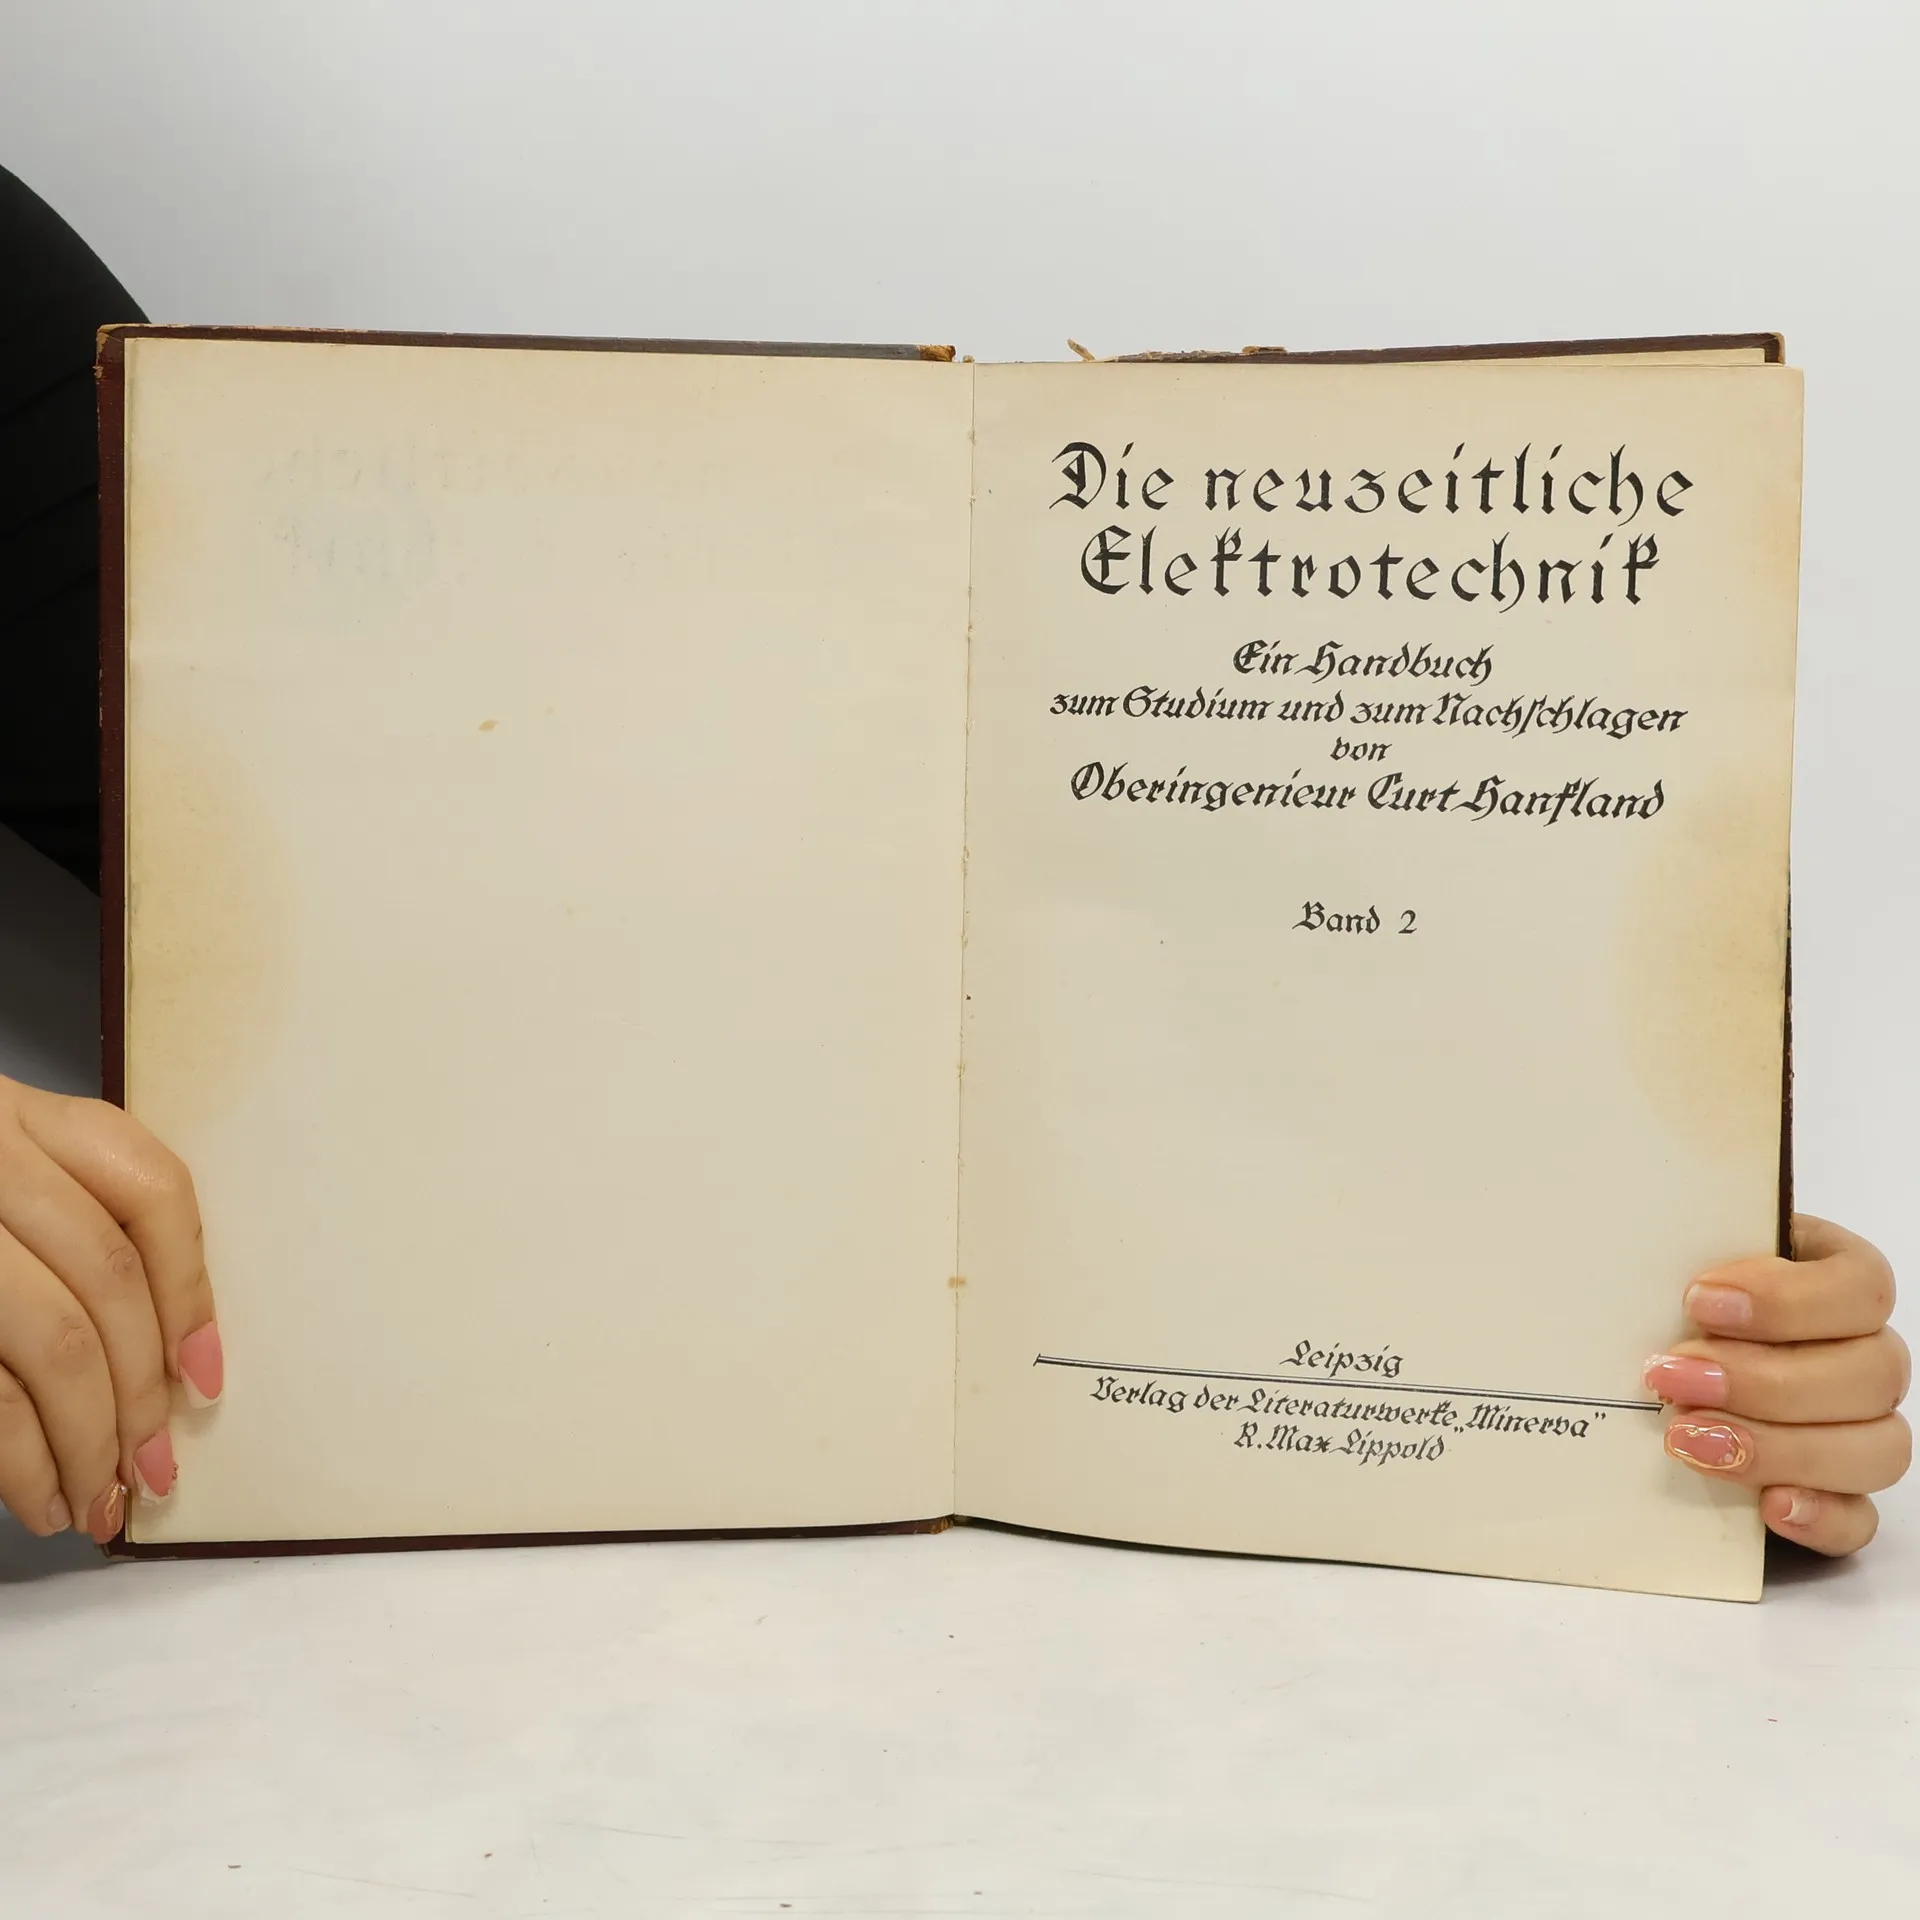 Die neuzeitliche
Elektrotechnik
Ein Handbuch
zum Studium und zum Nachschlagen
von
Oberingenieur Curt Hanfland
Band 2
Leipzig
Verlag der Literaturwerke „Minerva”
R. Max Lippold